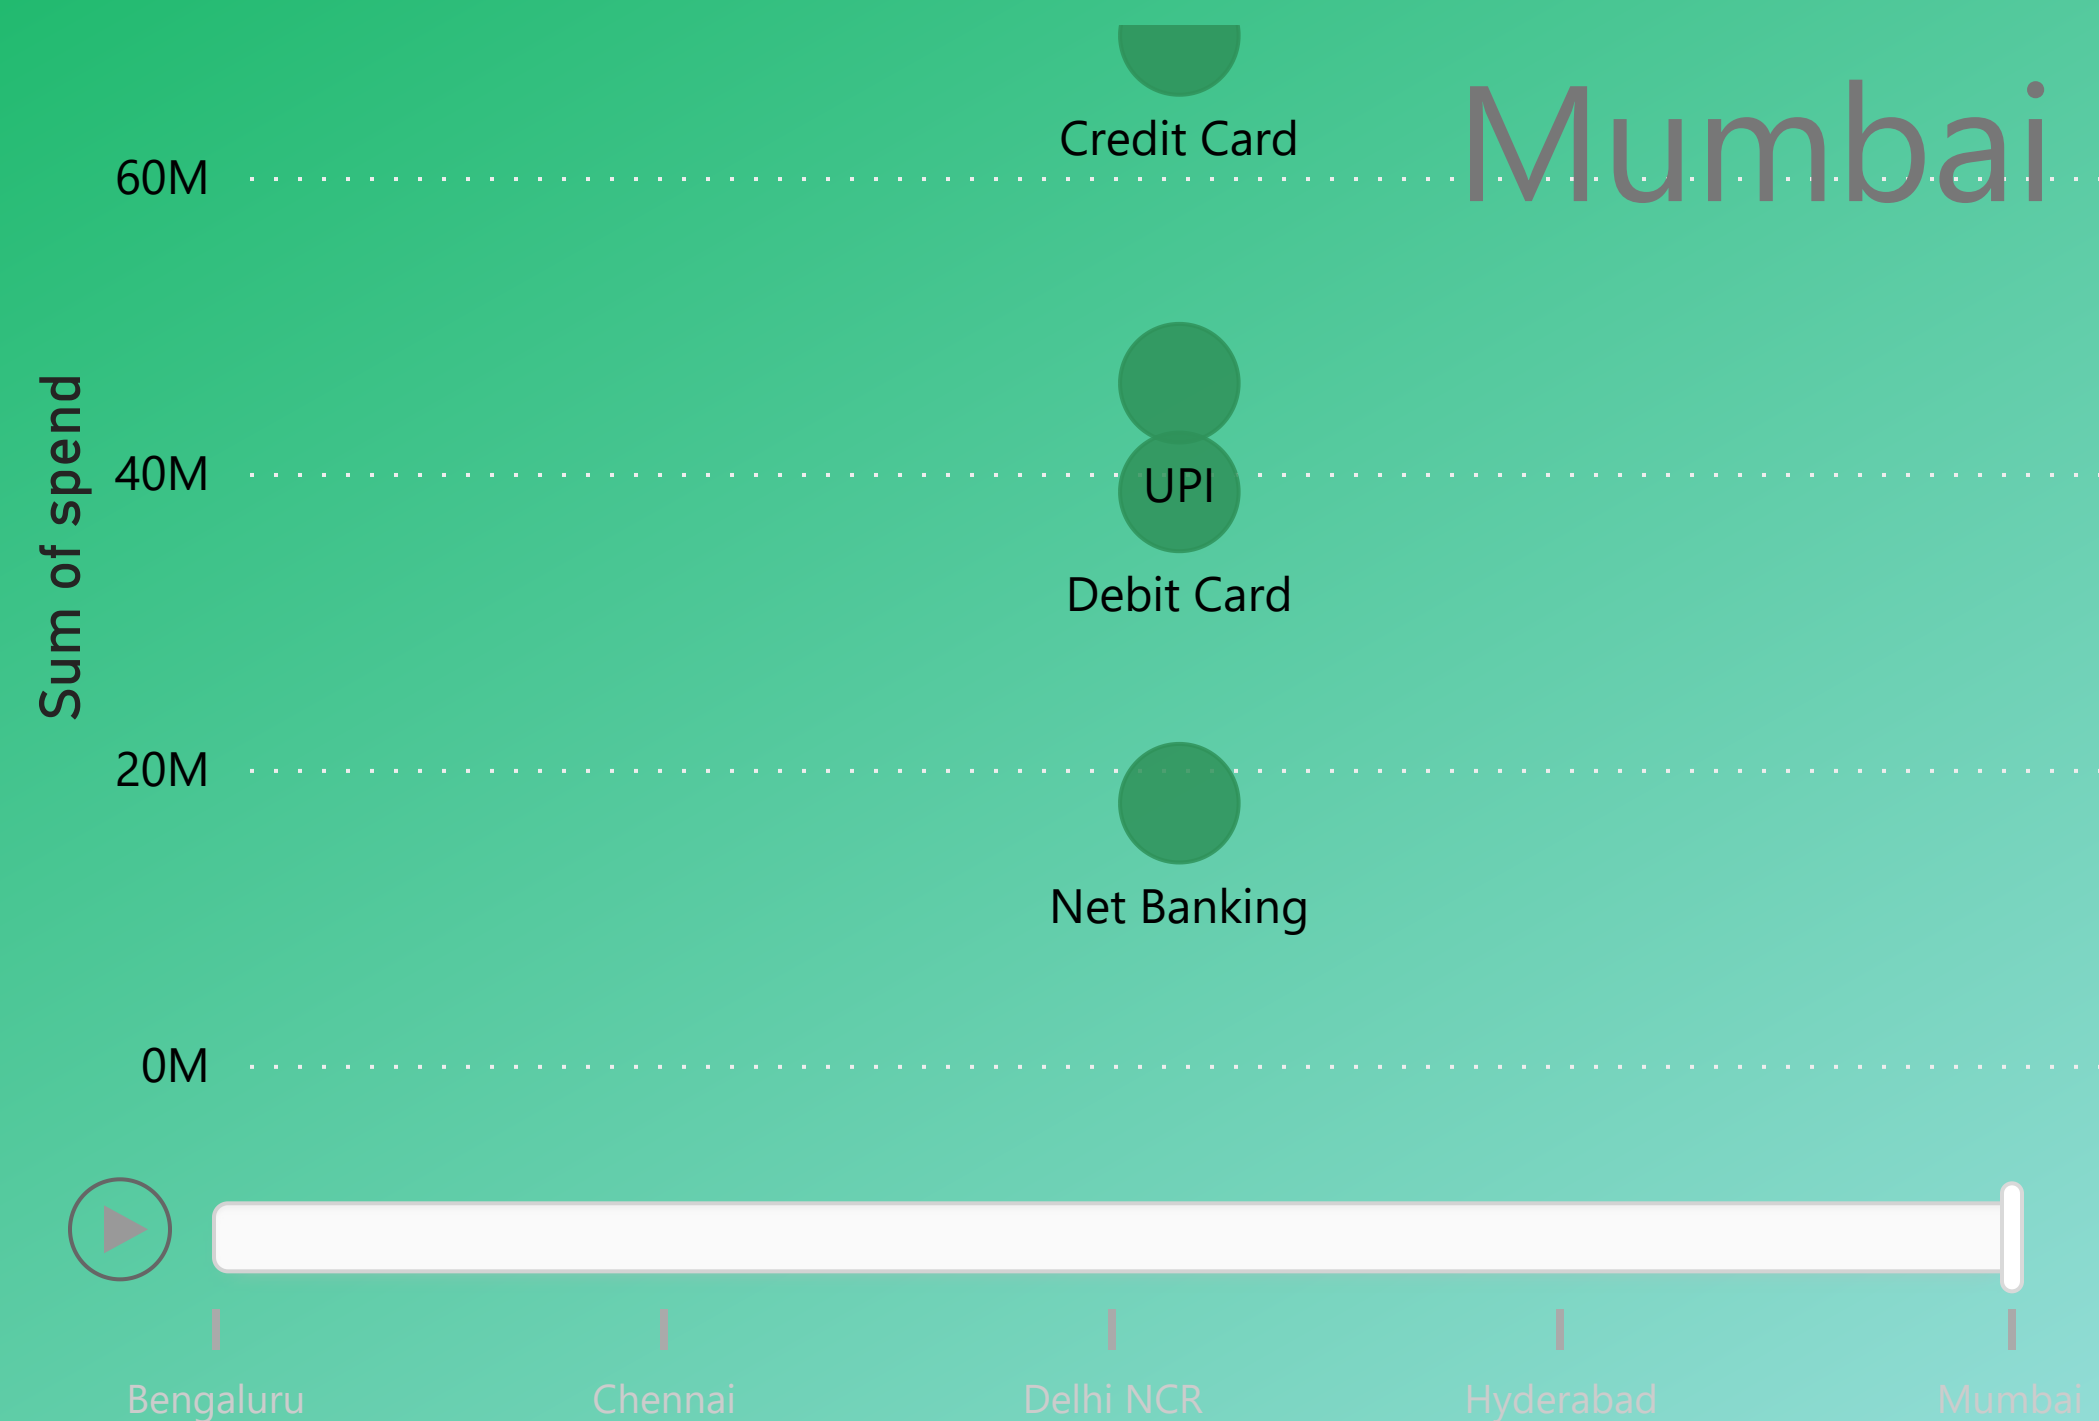 Mumbai
Credit Card
60M
Sum of spend
40M
UPI
Debit Card
20M
Net Banking
0M
Bengaluru
Chennai
Delhi NCR
Hyderabad
Mumbai